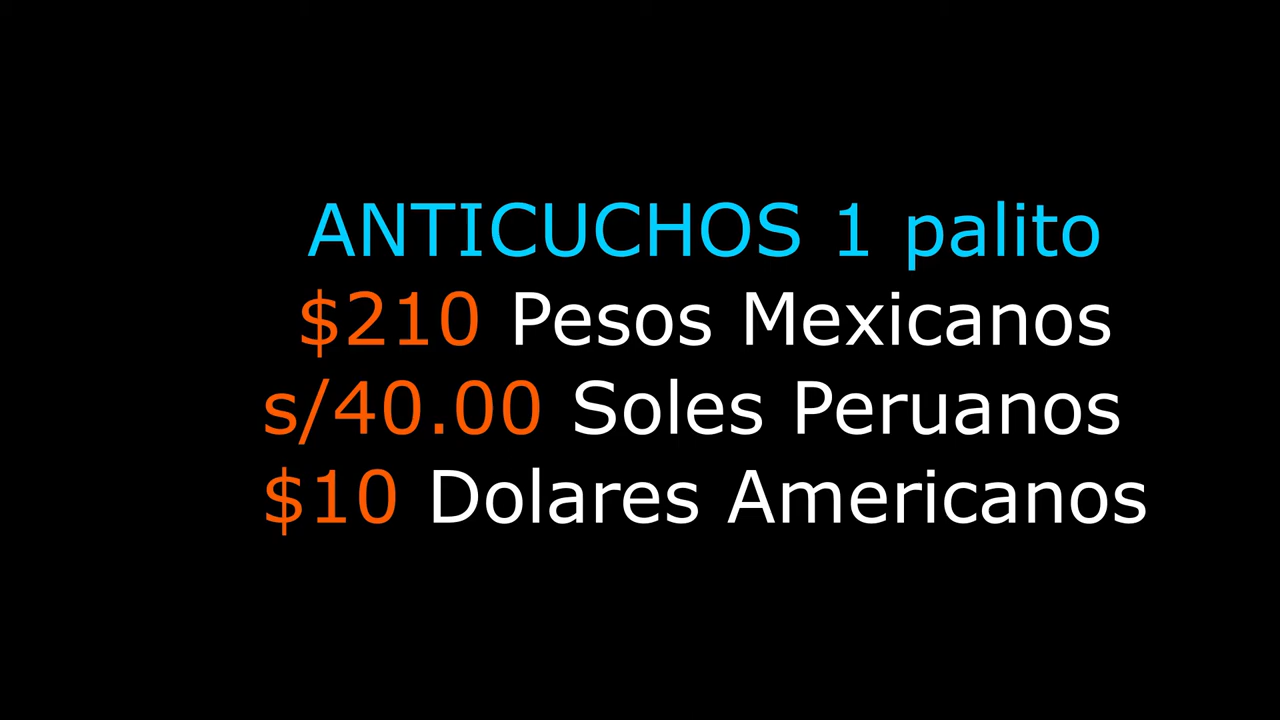 ANTICUCHOS 1 palito
$210 Pesos Mexicanos
s/40.00 Soles Peruanos
$10 Dolares Americanos